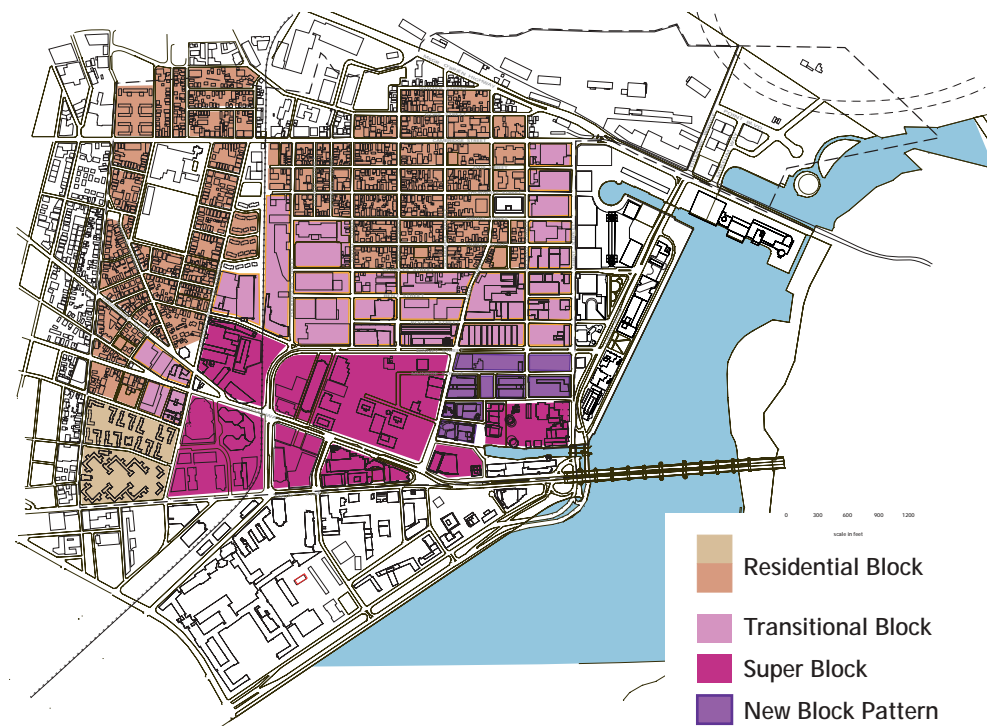 0 300 600 900 1200
scale in feet
Residential Block
Transitional Block
Super Block
New Block Pattern